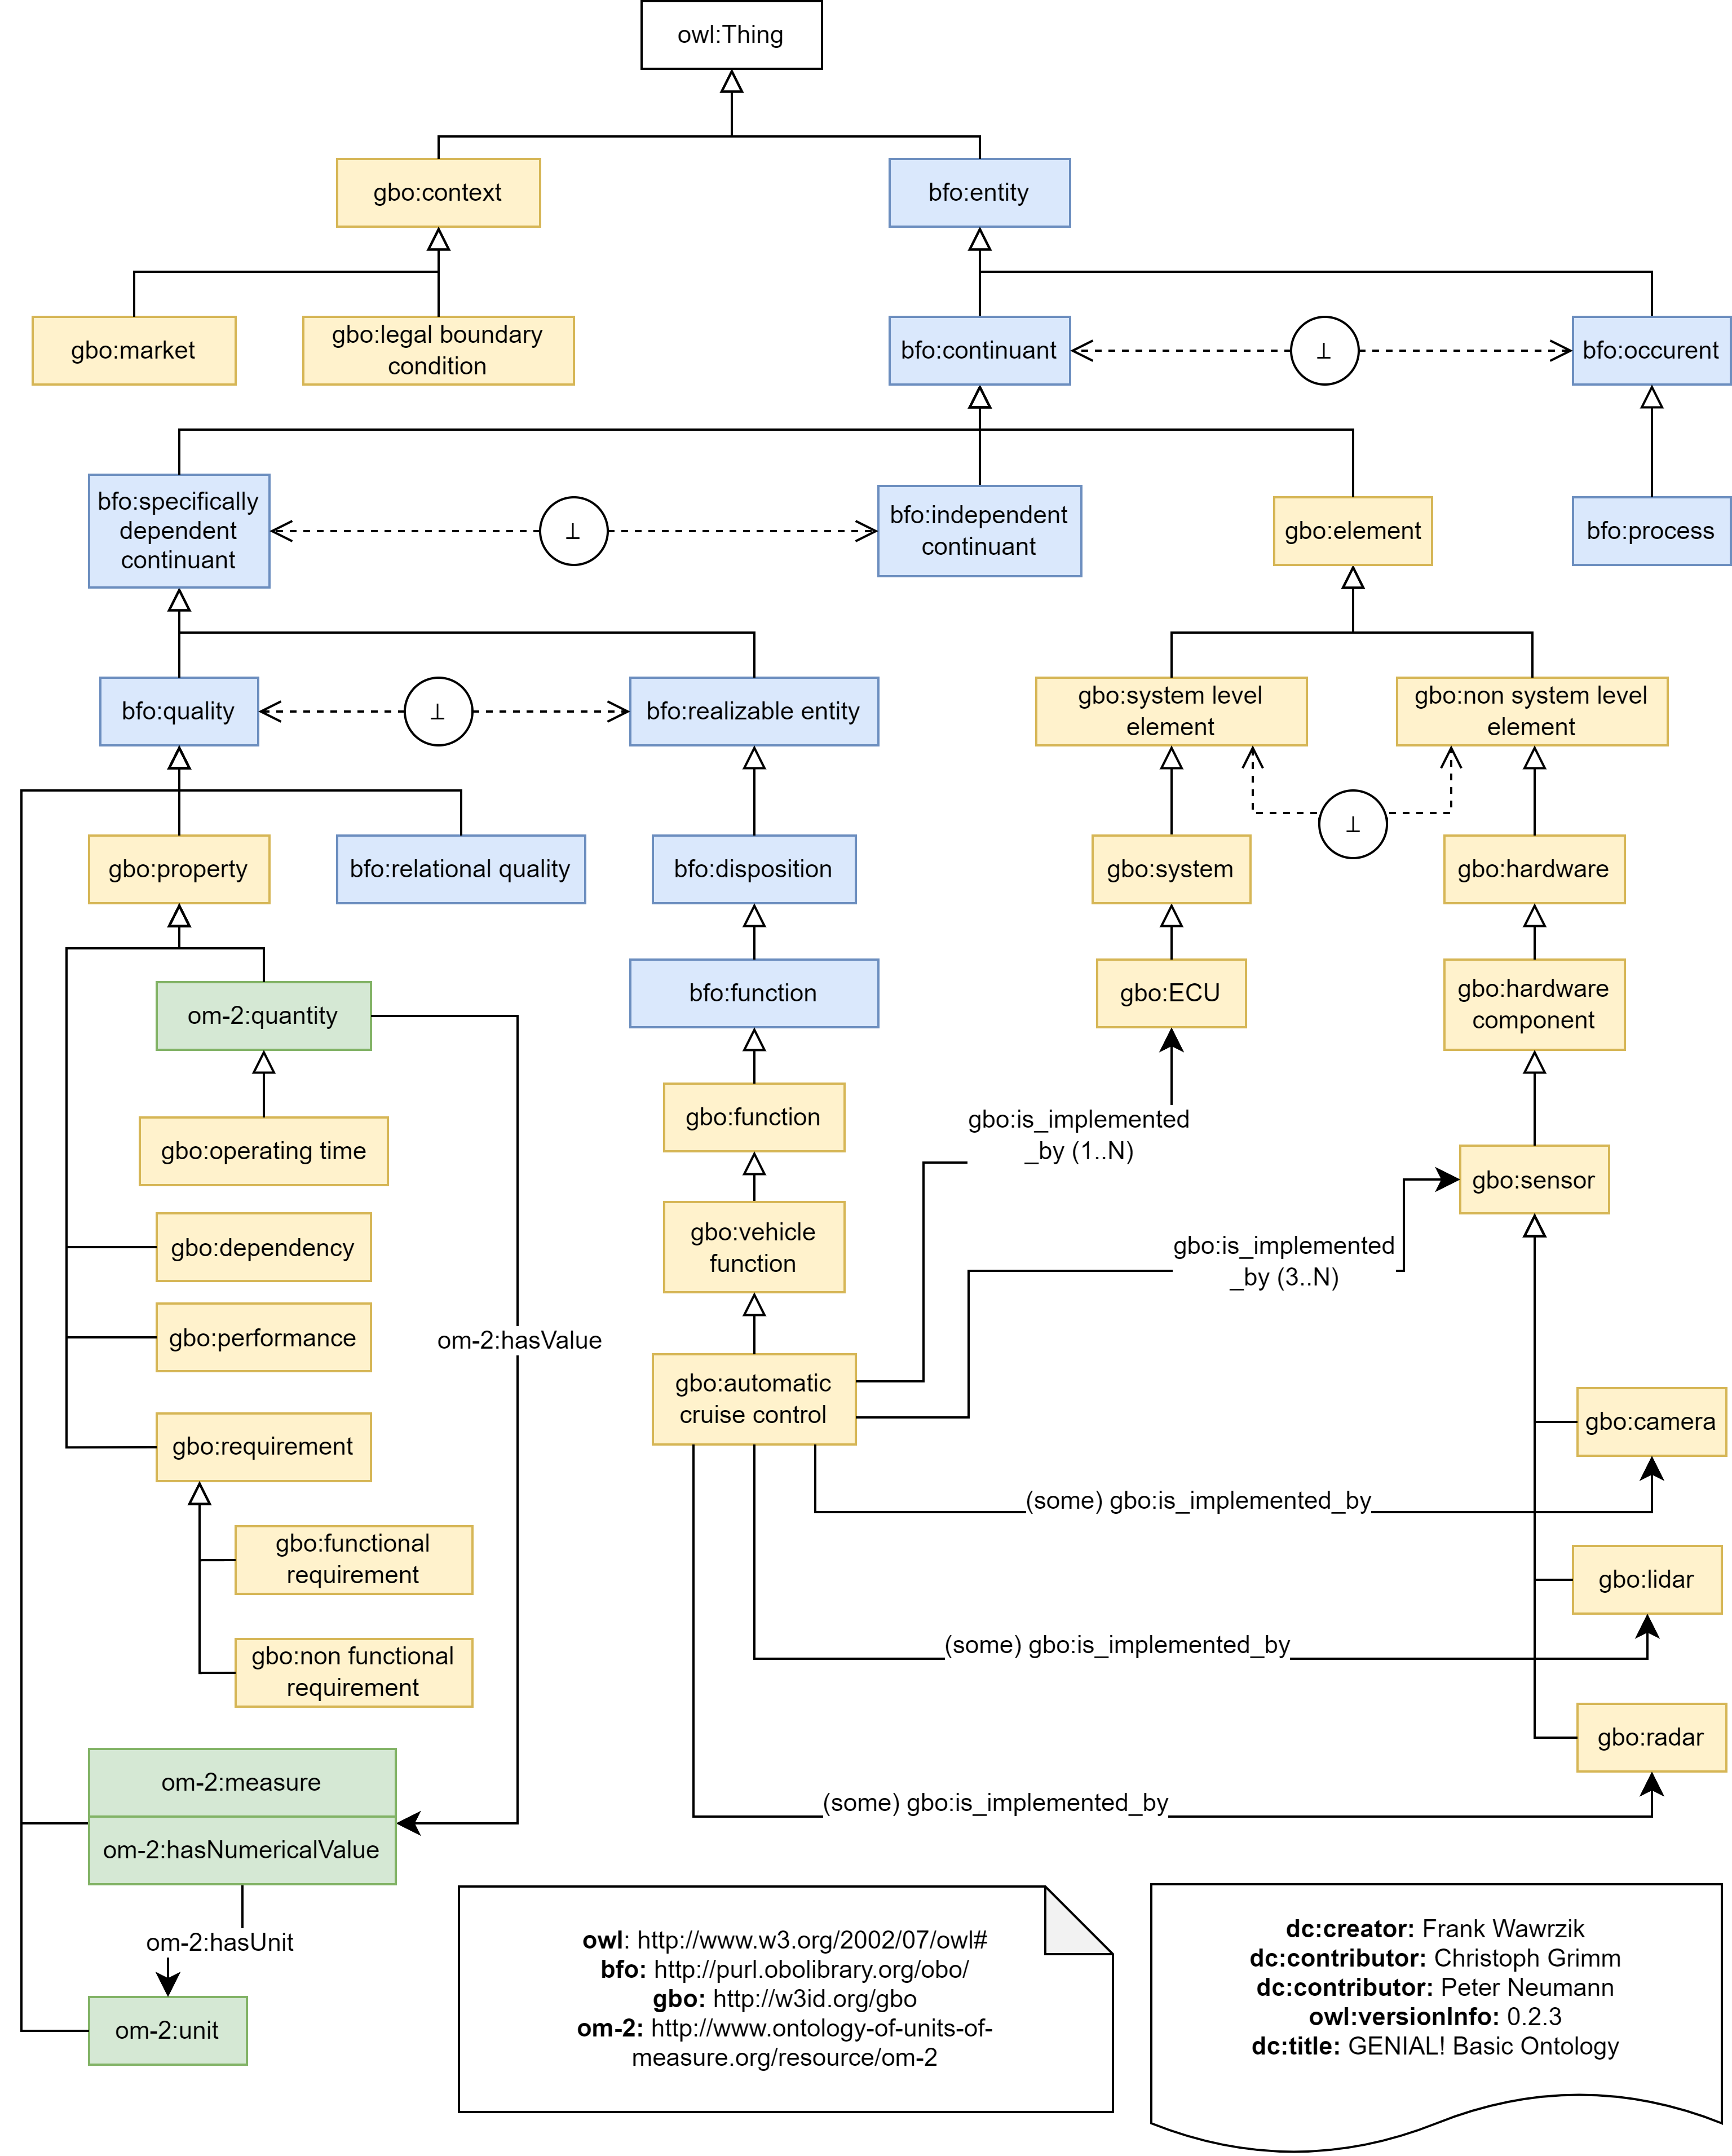 owl:Thing
gbo:context
bfo:entity
gbo:market
gbo:legal boundary
condition
bfo:continuant
⊥
bfo:occurent
bfo:specifically
dependent
continuant
⊥
bfo:independent
continuant
gbo:element
bfo:process
bfo:quality
⊥
bfo:realizable entity
gbo:system level
element
gbo:non system level
element
⊥
gbo:property
bfo:relational quality
bfo:disposition
gbo:system
gbo:hardware
om-2:quantity
bfo:function
gbo:ECU
gbo:hardware
component
gbo:operating time
gbo:function
gbo:is_implemented
_by (1..N)
gbo:sensor
gbo:dependency
gbo:vehicle
function
gbo:is_implemented
_by (3..N)
gbo:performance
om-2:hasValue
gbo:automatic
cruise control
gbo:camera
gbo:requirement
(some) gbo:is_implemented_by
gbo:functional
requirement
gbo:lidar
gbo:non functional
requirement
(some) gbo:is_implemented_by
gbo:radar
om-2:measure
(some) gbo:is_implemented_by
om-2:hasNumericalValue
om-2:hasUnit
om-2:unit
owl: http://www.w3.org/2002/07/owl#
bfo: http://purl.obolibrary.org/obo/
gbo: http://w3id.org/gbo
om-2: http://www.ontology-of-units-of-
measure.org/resource/om-2
dc:creator: Frank Wawrzik
dc:contributor: Christoph Grimm
dc:contributor: Peter Neumann
owl:versionInfo: 0.2.3
dc:title: GENIAL! Basic Ontology